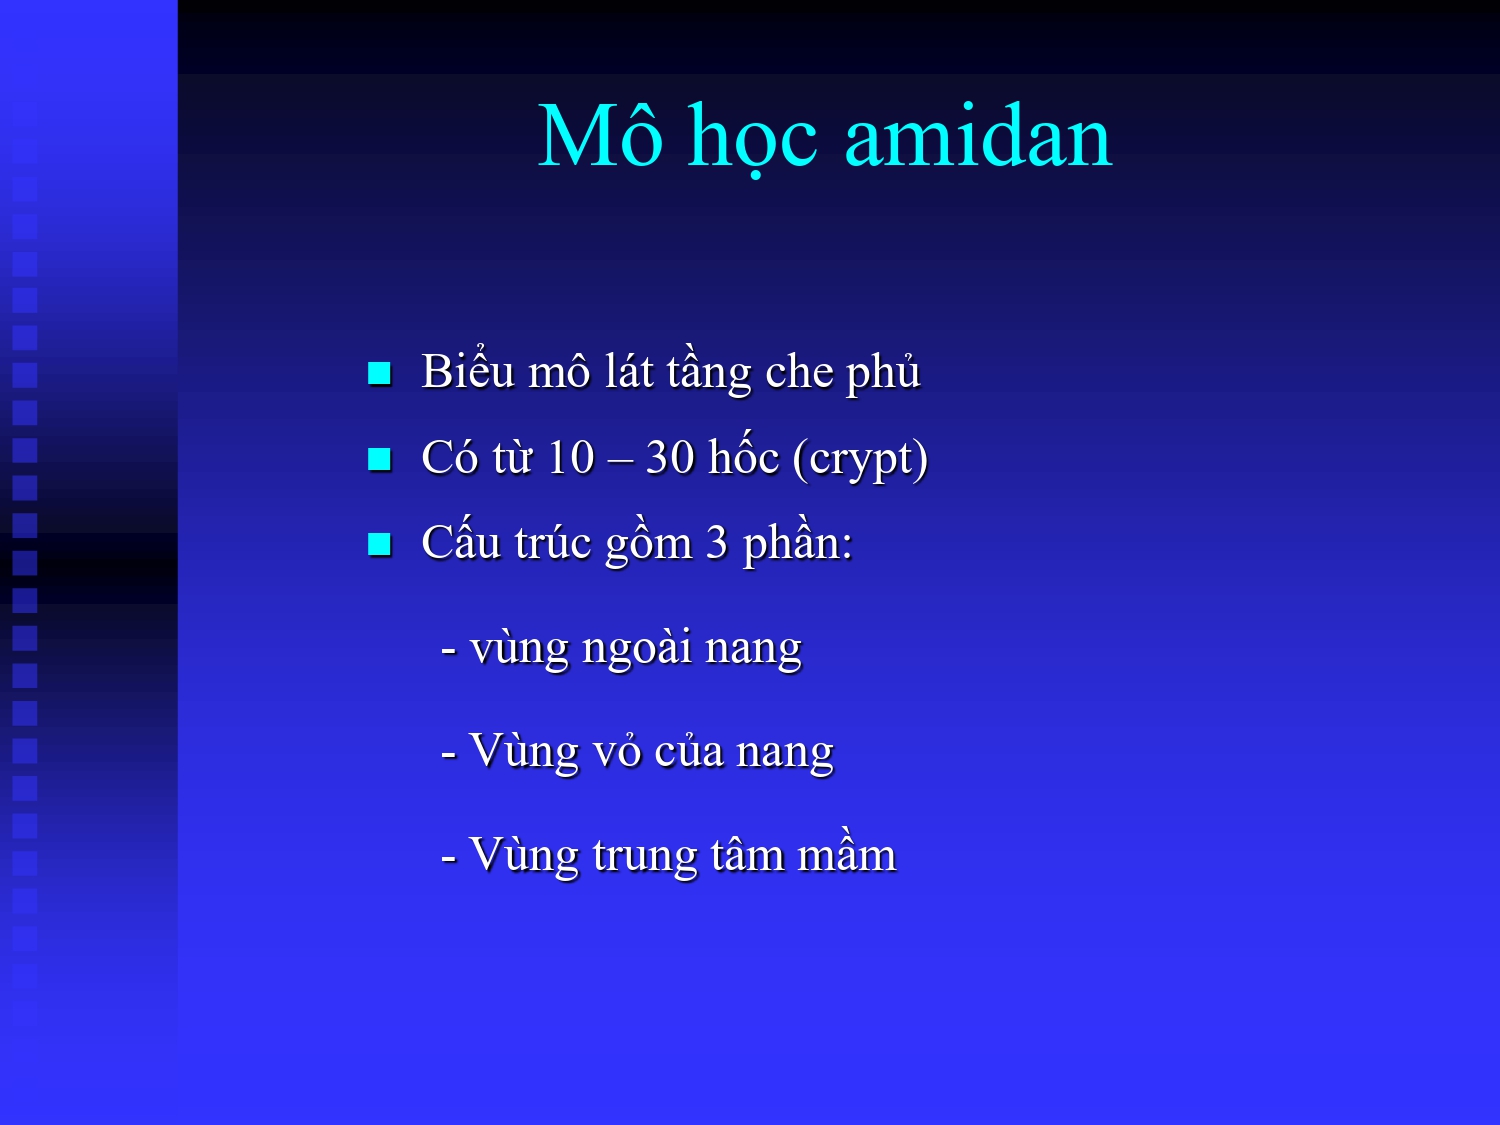 Mô học amidan
Biểu mô lát tầng che phủ
Có từ 10 – 30 hốc (crypt)
Cấu trúc gồm 3 phần:
- vùng ngoài nang
- Vùng vỏ của nang
- Vùng trung tâm mầm